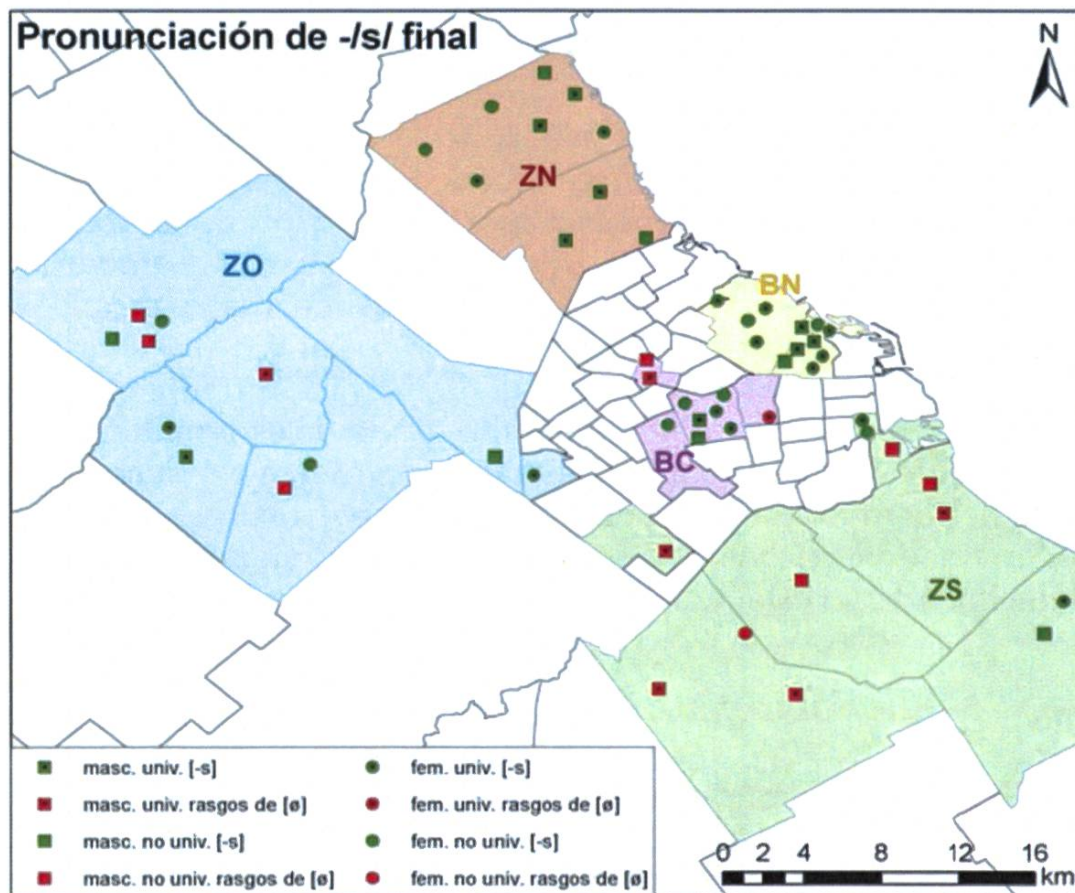 Pronunciación de -/s/ final
N
ZN
ZO
BN
BC
ZS
masc. univ. [-s]
fem. univ. [-s]
masc. univ. rasgos de [ø]
fem. univ. rasgos de [ø]
masc. no univ. [-s]
fem. no univ. [-s]
masc. no univ. rasgos de [ø]
fem. no univ. rasgos de [ø]
0 2 4 8 12 16
km